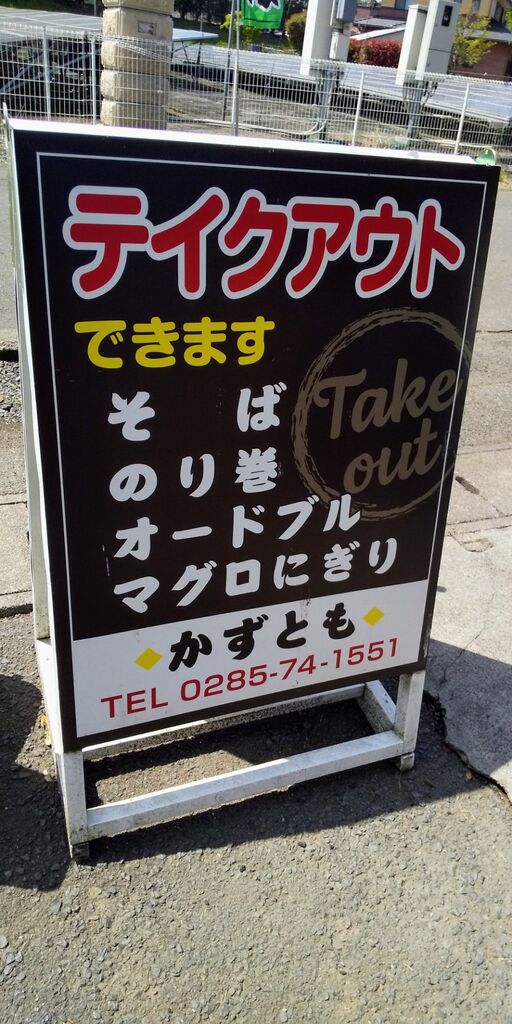 テイクアウト
できます
Take
out
そば
のり巻
オードブル
マグロにぎり
かずとも
TEL 0285-74-1551